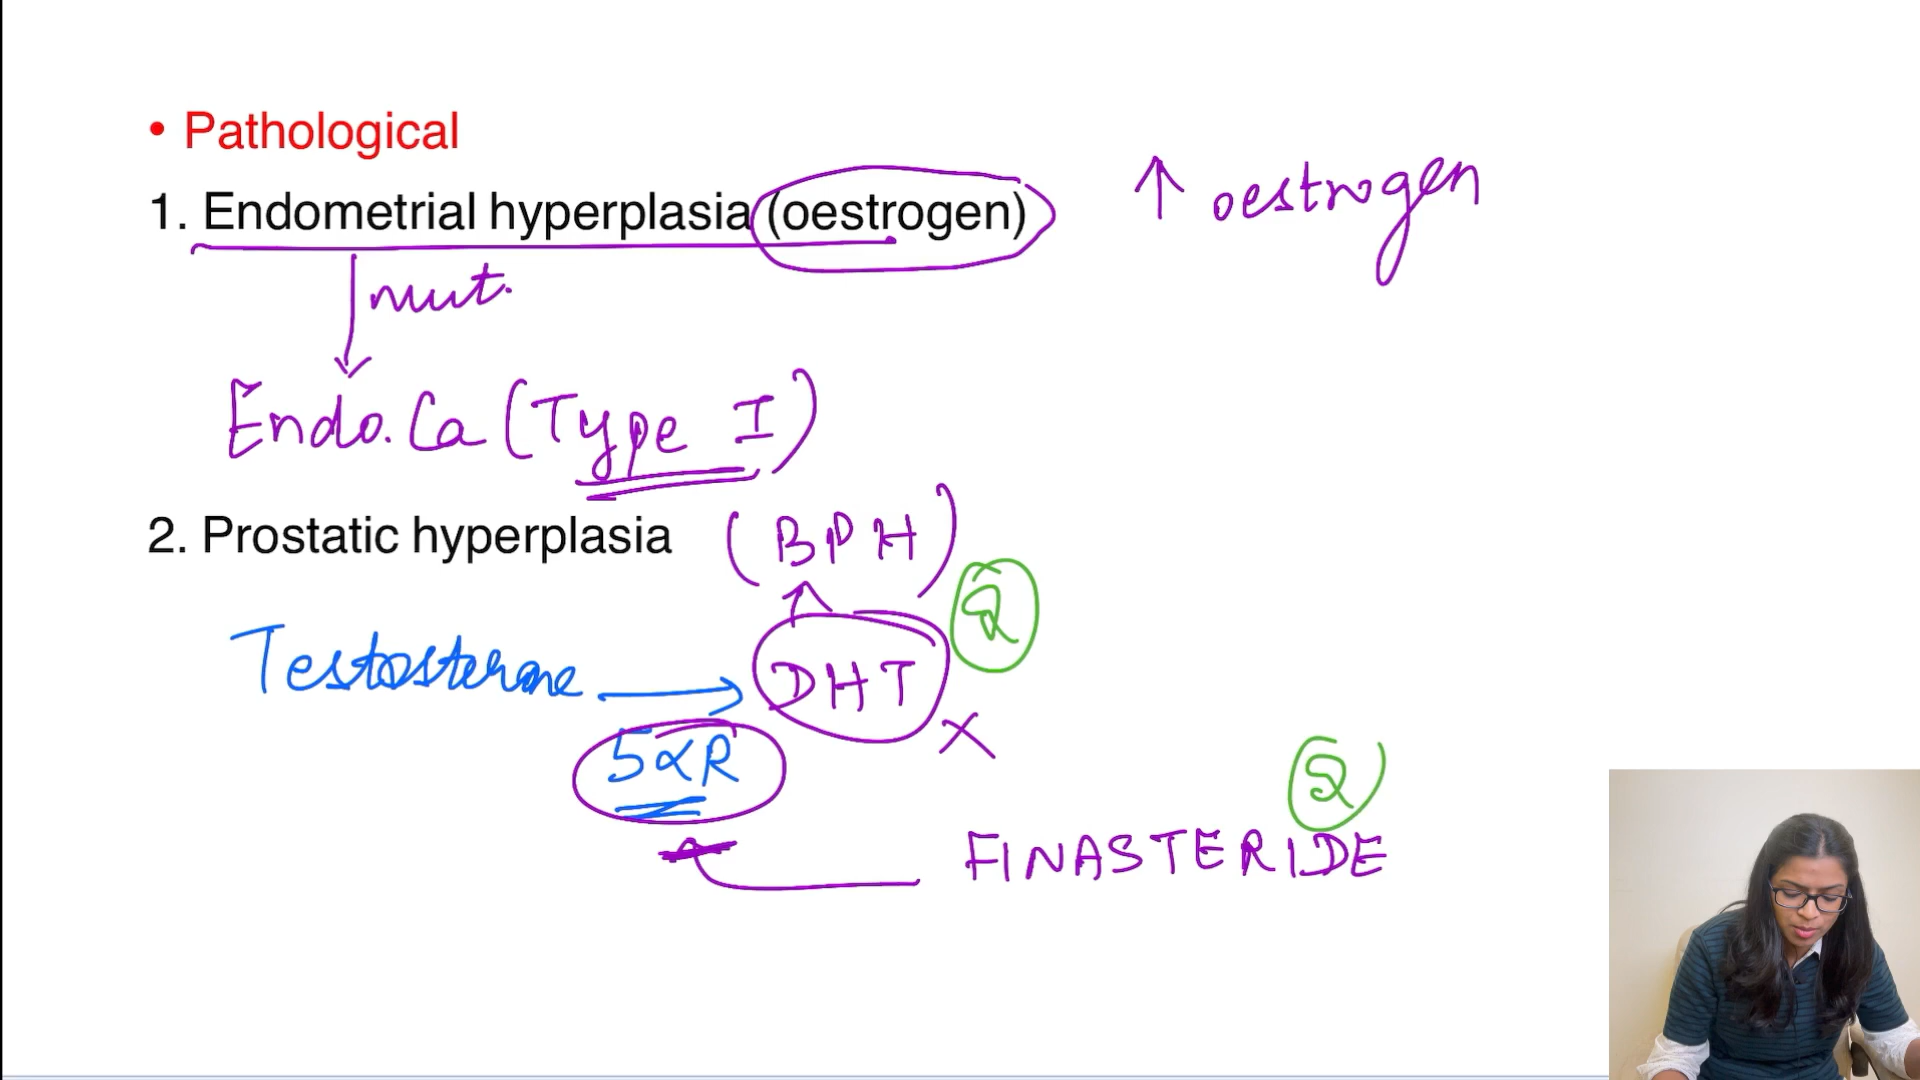 • Pathological
1. Endometrial hyperplasia (oestrogen) ↑ oestrogen
mut.
Endo. Ca (Type I)
2. Prostatic hyperplasia (BPH)
Q
Testosterone → DHT
X
5αR
Q
FINASTERIDE